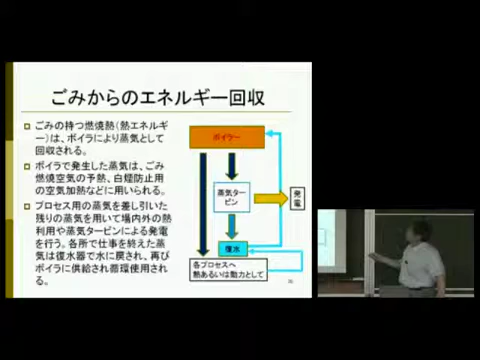 ごみからのエネルギー回収
ごみの持つ燃焼熱(熱エネルギ
ー)は、ボイラにより蒸気として
回収される。
ボイラで発生した蒸気は、ごみ
燃焼空気の予熱、白煙防止用
の空気加熱などに用いられる。
プロセス用の蒸気を差し引いた
残りの蒸気を用いて場内外の熱
利用や蒸気タービンによる発電
を行う。各所で仕事を終えた蒸
気は復水器で水に戻され、再び
ボイラに供給され循環使用され
る。
ボイラー
蒸気ター
ビン
発
電
復水
各プロセスへ
熱あるいは動力として